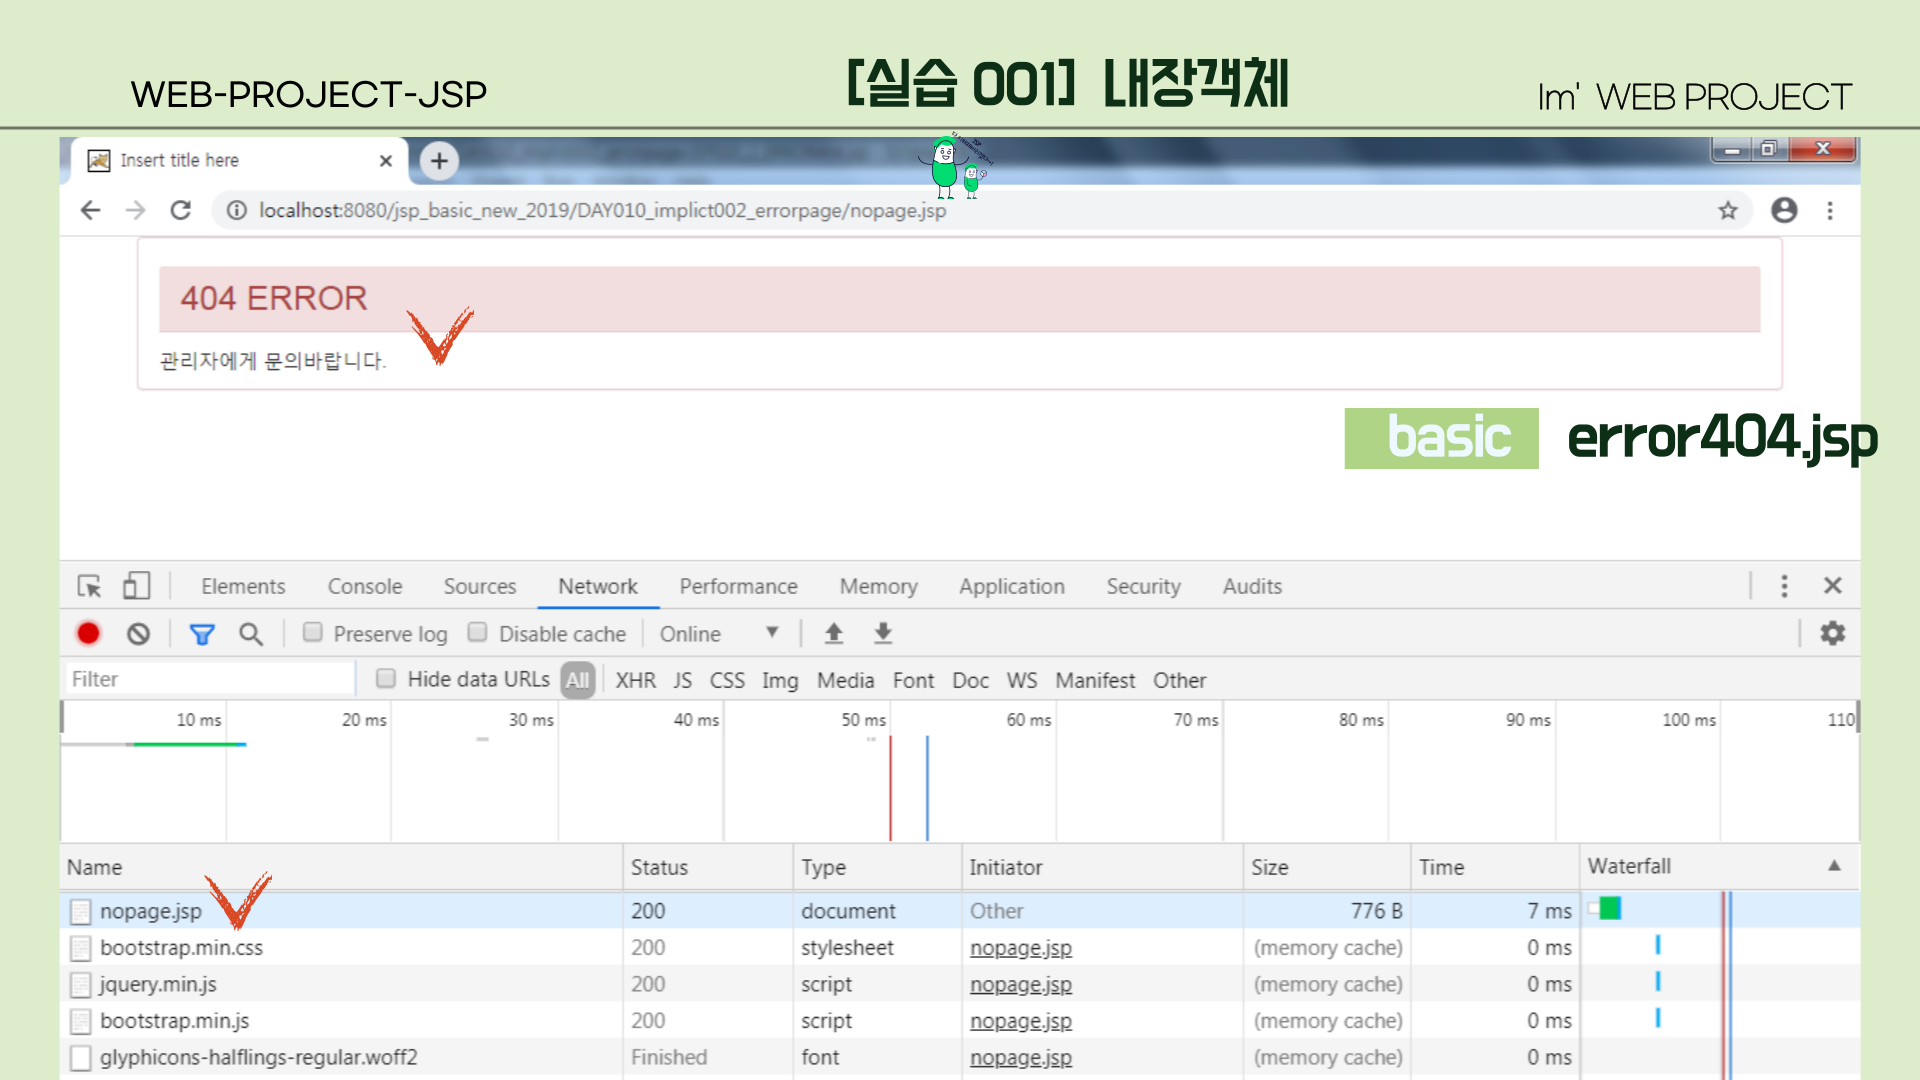 WEB-PROJECT-JSP
[실습 001] 내장객체
Im' WEB PROJECT
Insert title here
localhost:8080/jsp_basic_new_2019/DAY010_implict002_errorpage/nopage.jsp
404 ERROR
관리자에게 문의바랍니다.
basic error404.jsp
Elements Console Sources Network Performance Memory Application Security Audits
Preserve log Disable cache Online
Filter Hide data URLs All XHR JS CSS Img Media Font Doc WS Manifest Other
10 ms 20 ms 30 ms 40 ms 50 ms 60 ms 70 ms 80 ms 90 ms 100 ms 110
Name Status Type Initiator Size Time Waterfall
nopage.jsp 200 document Other 776 B 7 ms
bootstrap.min.css 200 stylesheet nopage.jsp (memory cache) 0 ms
jquery.min.js 200 script nopage.jsp (memory cache) 0 ms
bootstrap.min.js 200 script nopage.jsp (memory cache) 0 ms
glyphicons-halflings-regular.woff2 Finished font nopage.jsp (memory cache) 0 ms